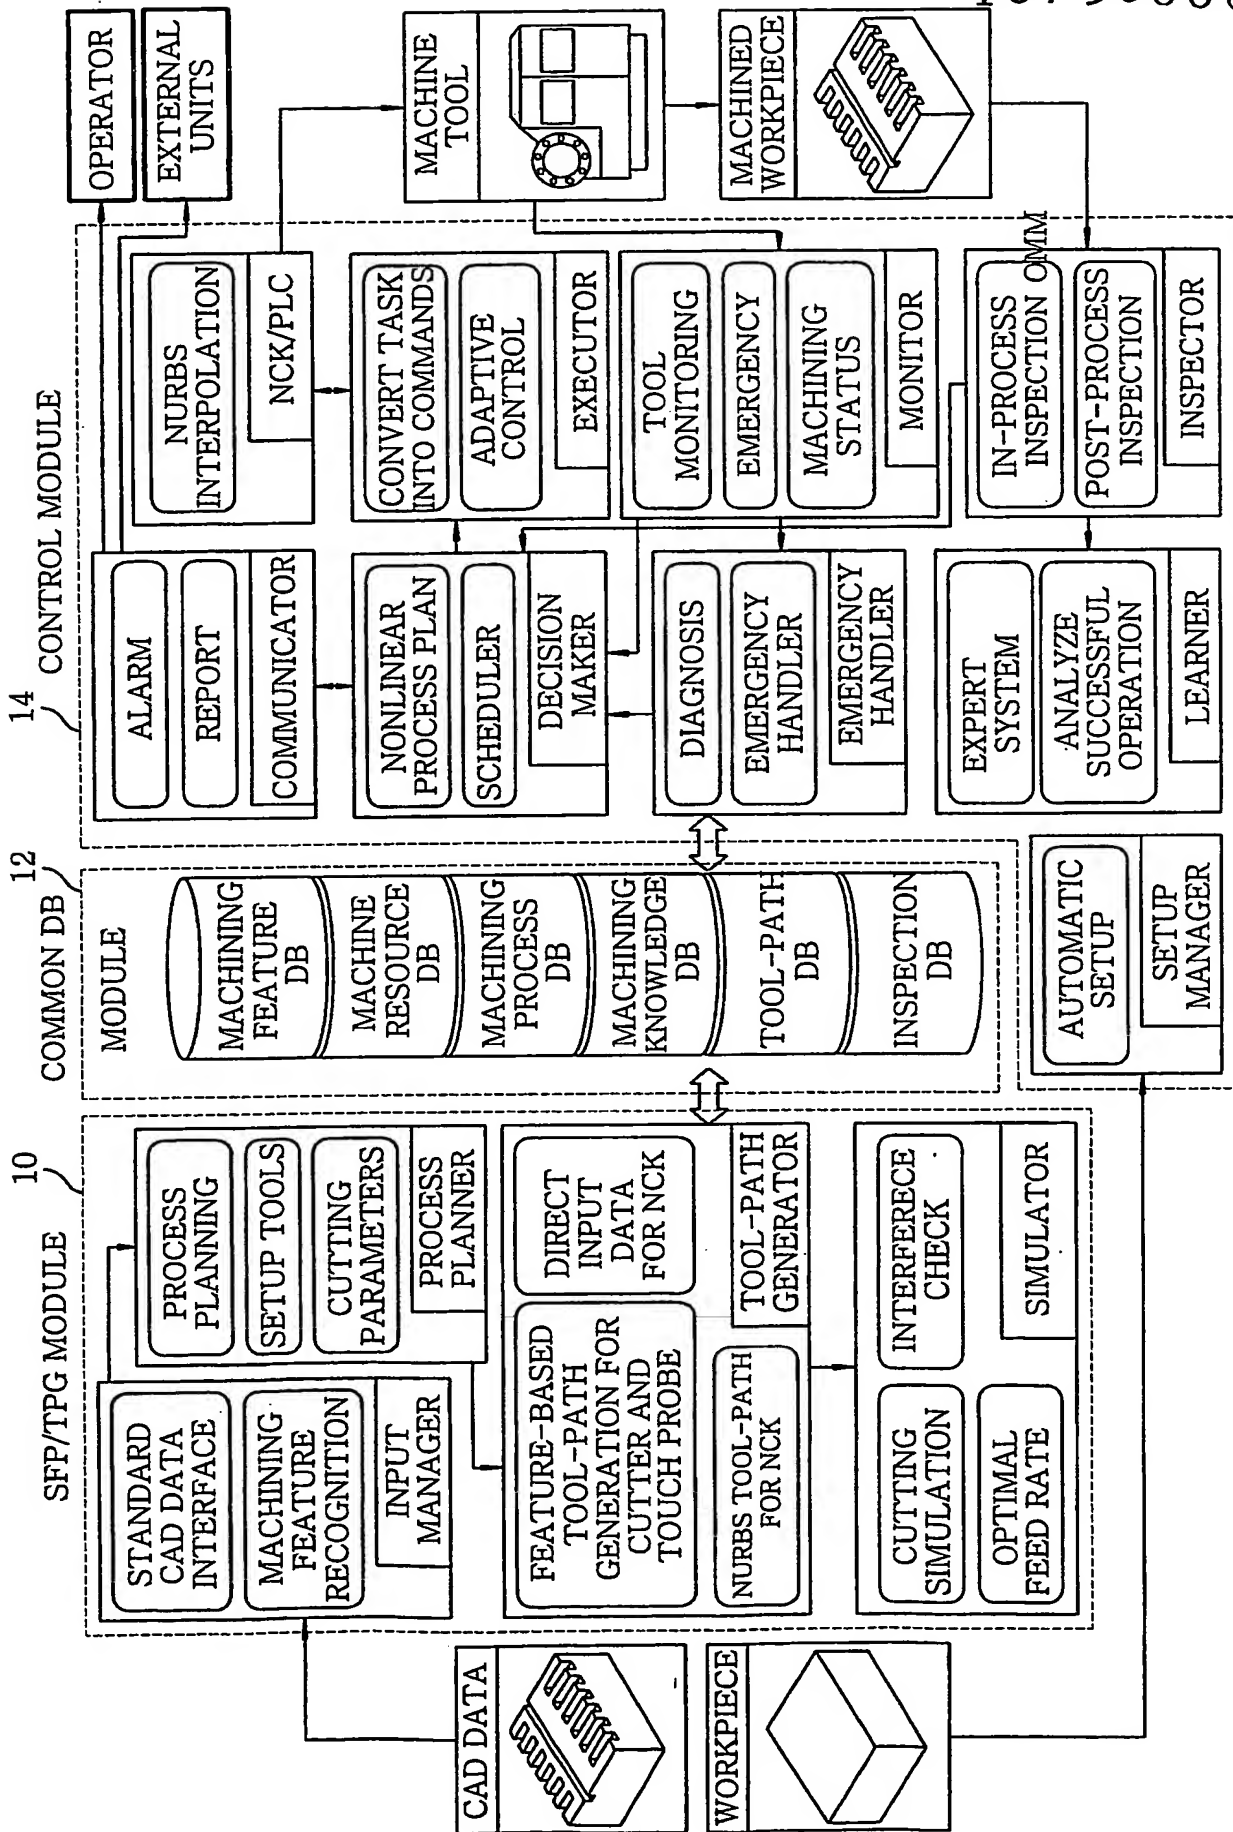 10
SFP/TPG MODULE
12
COMMON DB
MODULE
14
CONTROL MODULE
CAD DATA
WORKPIECE
STANDARD
CAD DATA
INTERFACE
MACHINING
FEATURE
RECOGNITION
INPUT
MANAGER
PROCESS
PLANNING
SETUP TOOLS
CUTTING
PARAMETERS
PROCESS
PLANNER
FEATURE-BASED
TOOL-PATH
GENERATION FOR
CUTTER AND
TOUCH PROBE
DIRECT
INPUT
DATA
FOR NCK
NURBS TOOL-PATH
FOR NCK
TOOL-PATH
GENERATOR
CUTTING
SIMULATION
INTERFERECE
CHECK
OPTIMAL
FEED RATE
SIMULATOR
MACHINING
FEATURE
DB
MACHINE
RESOURCE
DB
MACHINING
PROCESS
DB
MACHINING
KNOWLEDGE
DB
TOOL-PATH
DB
INSPECTION
DB
AUTOMATIC
SETUP
SETUP
MANAGER
ALARM
REPORT
COMMUNICATOR
NURBS
INTERPOLATION
NCK/PLC
NONLINEAR
PROCESS PLAN
SCHEDULER
DECISION
MAKER
CONVERT TASK
INTO COMMANDS
ADAPTIVE
CONTROL
EXECUTOR
DIAGNOSIS
EMERGENCY
HANDLER
EMERGENCY
HANDLER
TOOL
MONITORING
EMERGENCY
MACHINING
STATUS
MONITOR
EXPERT
SYSTEM
ANALYZE
SUCCESSFUL
OPERATION
LEARNER
IN-PROCESS
INSPECTION OMM
POST-PROCESS
INSPECTION
INSPECTOR
OPERATOR
EXTERNAL
UNITS
MACHINE
TOOL
MACHINED
WORKPIECE